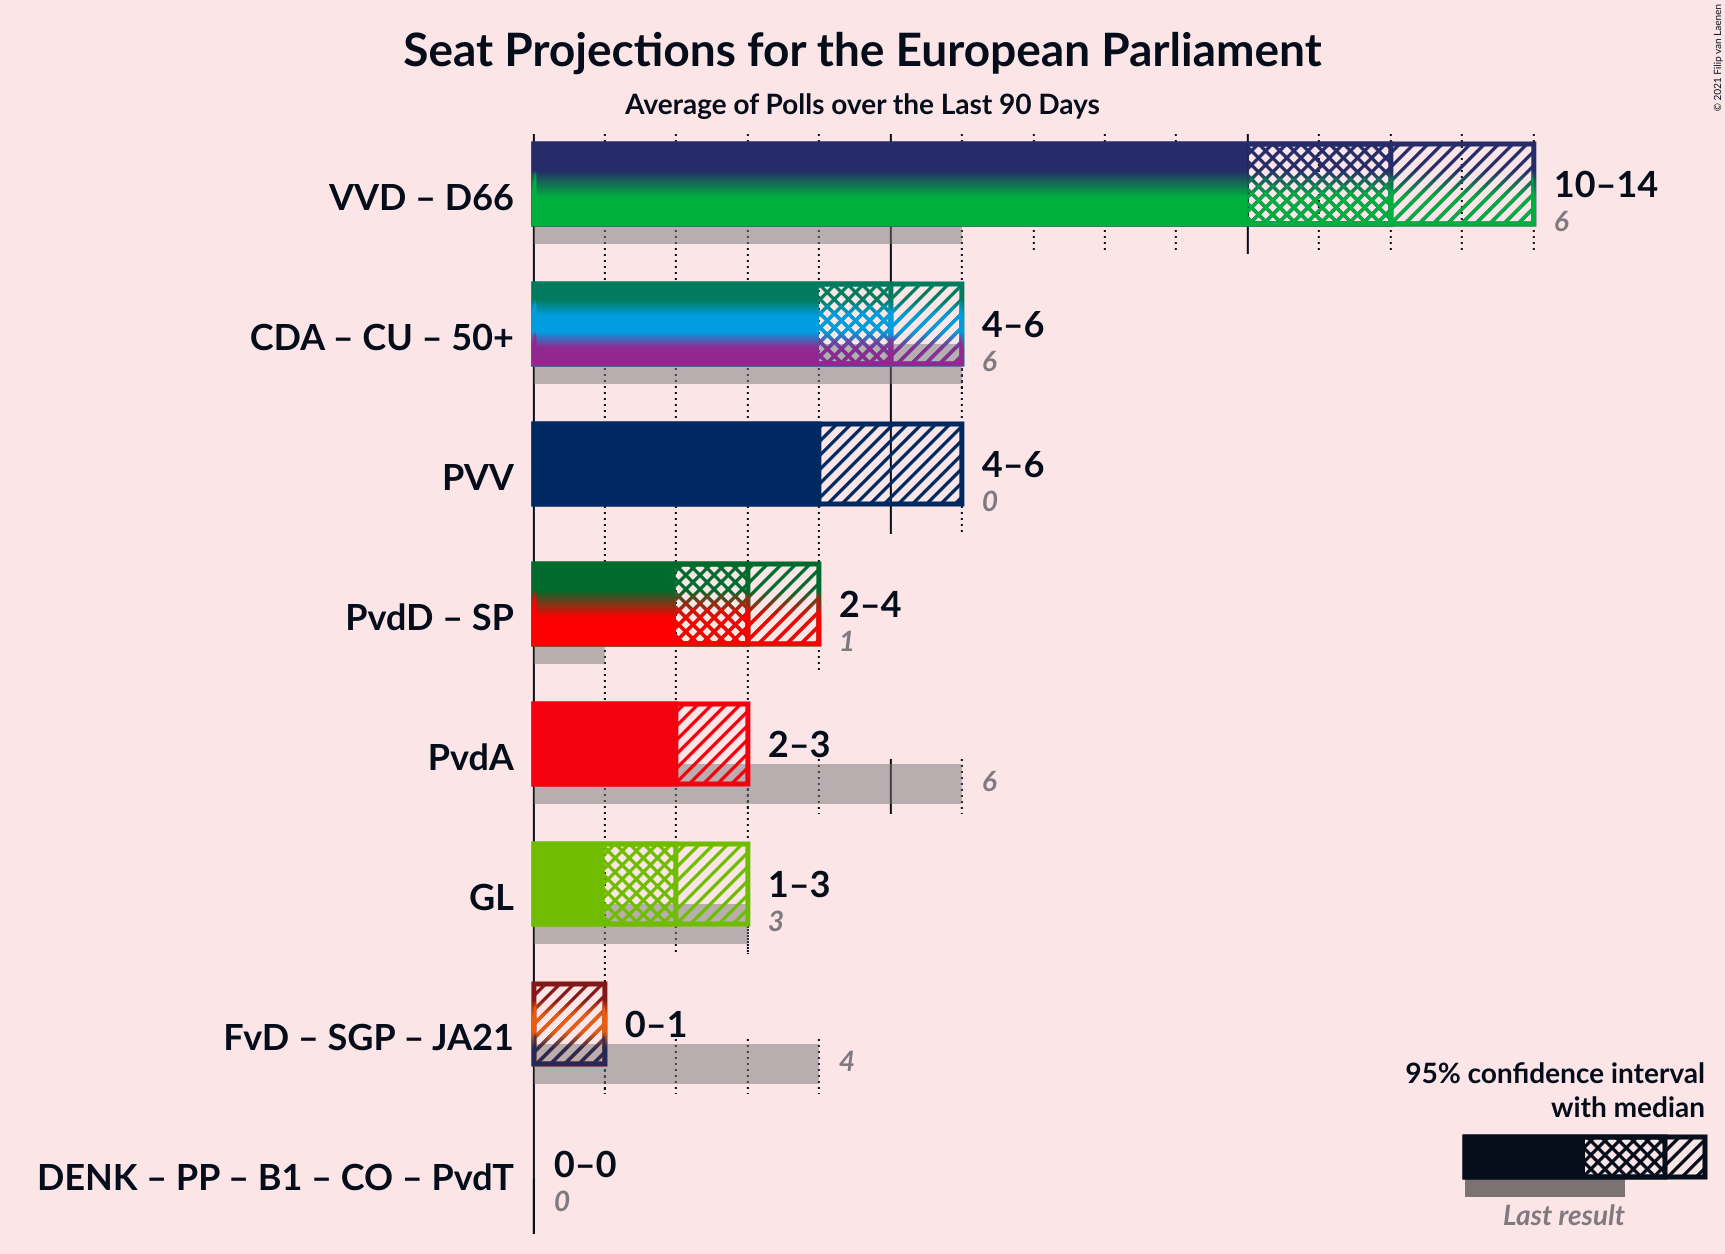 Seat Projections for the European Parliament
Average of Polls over the Last 90 Days
© 2021 Filip van Laenen
VVD – D66
10–14
6
CDA – CU – 50+
4–6
6
PVV
4–6
0
PvdD – SP
2–4
1
PvdA
2–3
6
GL
1–3
3
FvD – SGP – JA21
0–1
4
DENK – PP – B1 – CO – PvdT
0–0
0
95% confidence interval
with median
Last result